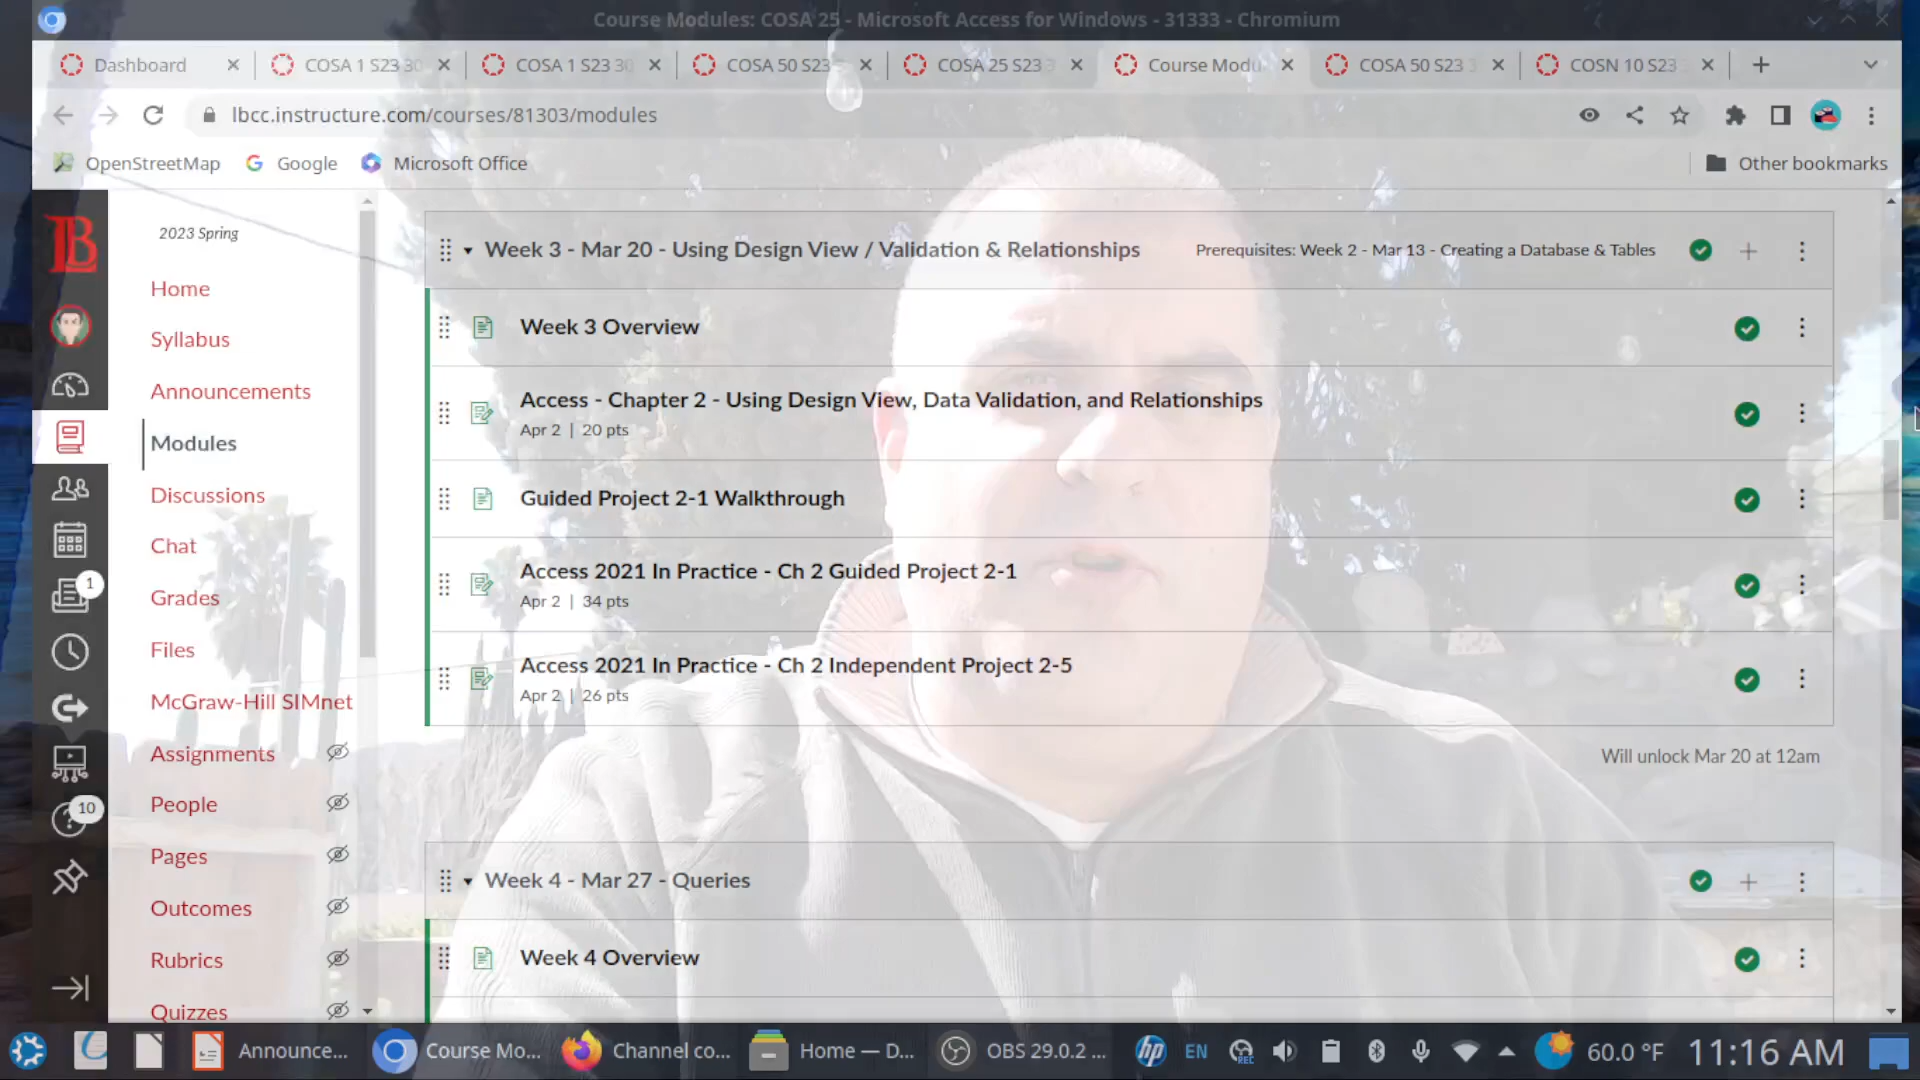 Course Modules: COSA 25 - Microsoft Access for Windows - 31333 - Chromium
Dashboard
COSA 1 S23 30
COSA 1 S23 30
COSA 50 S23
COSA 25 S23
Course Modu
COSA 50 S23
COSN 10 S23
lbcc.instructure.com/courses/81303/modules
OpenStreetMap
Google
Microsoft Office
Other bookmarks
LB
2023 Spring
Home
Syllabus
Announcements
Modules
Discussions
Chat
Grades
Files
McGraw-Hill SIMnet
Assignments
People
Pages
Outcomes
Rubrics
Quizzes
1
10
Week 3 - Mar 20 - Using Design View / Validation & Relationships
Prerequisites: Week 2 - Mar 13 - Creating a Database & Tables
Week 3 Overview
Access - Chapter 2 - Using Design View, Data Validation, and Relationships
Apr 2 | 20 pts
Guided Project 2-1 Walkthrough
Access 2021 In Practice - Ch 2 Guided Project 2-1
Apr 2 | 34 pts
Access 2021 In Practice - Ch 2 Independent Project 2-5
Apr 2 | 26 pts
Will unlock Mar 20 at 12am
Week 4 - Mar 27 - Queries
Week 4 Overview
Announce...
Course Mo...
Channel co...
Home — D...
OBS 29.0.2 ...
hp
EN
REC
60.0 °F
11:16 AM